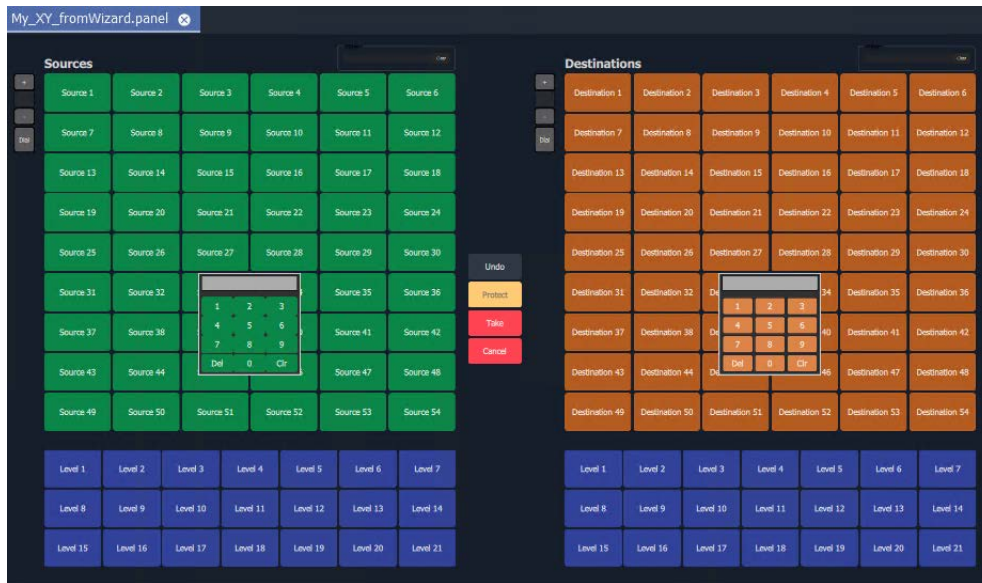 My_XY_fromWizard.panel
Sources
Clear
Destinations
Clear
+
-
Source 1 Source 2 Source 3 Source 4 Source 5 Source 6
Source 7 Source 8 Source 9 Source 10 Source 11 Source 12
Source 13 Source 14 Source 15 Source 16 Source 17 Source 18
Source 19 Source 20 Source 21 Source 22 Source 23 Source 24
Source 25 Source 26 Source 27 Source 28 Source 29 Source 30
Source 31 Source 32 Source 35 Source 36
Source 37 Source 38 Source 41 Source 42
Source 43 Source 44 Source 47 Source 48
Source 49 Source 50 Source 51 Source 52 Source 53 Source 54
1 2 3
4 5 6
7 8 9
Del 0 Clr
Level 1 Level 2 Level 3 Level 4 Level 5 Level 6 Level 7
Level 8 Level 9 Level 10 Level 11 Level 12 Level 13 Level 14
Level 15 Level 16 Level 17 Level 18 Level 19 Level 20 Level 21
Undo
Protect
Take
Cancel
+
-
Destination 1 Destination 2 Destination 3 Destination 4 Destination 5 Destination 6
Destination 7 Destination 8 Destination 9 Destination 10 Destination 11 Destination 12
Destination 13 Destination 14 Destination 15 Destination 16 Destination 17 Destination 18
Destination 19 Destination 20 Destination 21 Destination 22 Destination 23 Destination 24
Destination 25 Destination 26 Destination 27 Destination 28 Destination 29 Destination 30
Destination 31 Destination 32 De 34 Destination 35 Destination 36
Destination 37 Destination 38 De 40 Destination 41 Destination 42
Destination 43 Destination 44 De 46 Destination 47 Destination 48
Destination 49 Destination 50 Destination 51 Destination 52 Destination 53 Destination 54
1 2 3
4 5 6
7 8 9
Del 0 Clr
Level 1 Level 2 Level 3 Level 4 Level 5 Level 6 Level 7
Level 8 Level 9 Level 10 Level 11 Level 12 Level 13 Level 14
Level 15 Level 16 Level 17 Level 18 Level 19 Level 20 Level 21